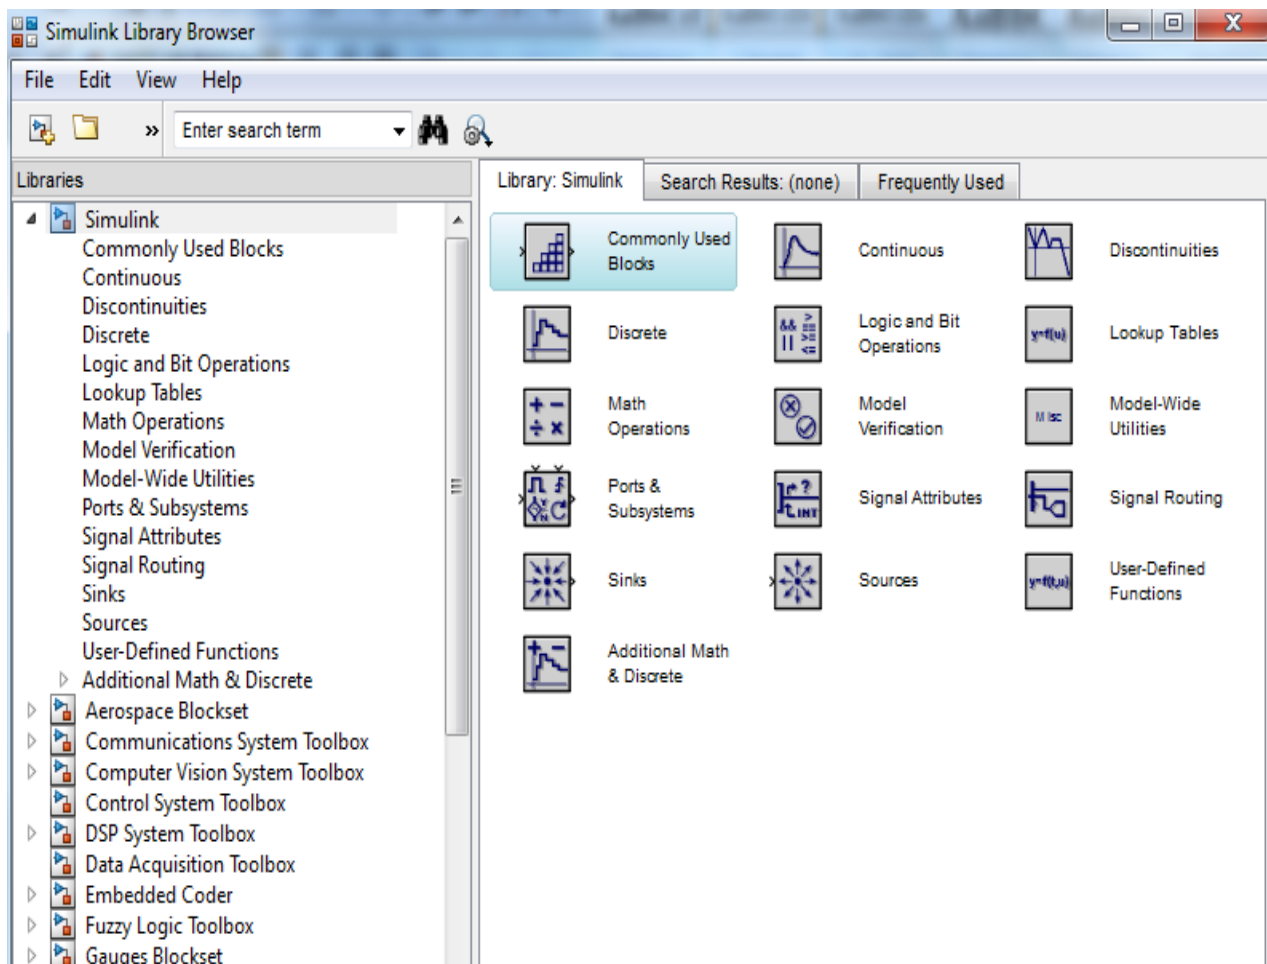 Simulink Library Browser
File Edit View Help
» Enter search term
Libraries
Simulink
Commonly Used Blocks
Continuous
Discontinuities
Discrete
Logic and Bit Operations
Lookup Tables
Math Operations
Model Verification
Model-Wide Utilities
Ports & Subsystems
Signal Attributes
Signal Routing
Sinks
Sources
User-Defined Functions
Additional Math & Discrete
Aerospace Blockset
Communications System Toolbox
Computer Vision System Toolbox
Control System Toolbox
DSP System Toolbox
Data Acquisition Toolbox
Embedded Coder
Fuzzy Logic Toolbox
Gauges Blockset
Library: Simulink Search Results: (none) Frequently Used
Commonly Used
Blocks
Continuous
Discontinuities
Discrete
&& || > == >= <=
Logic and Bit
Operations
y=f(u)
Lookup Tables
+ − ÷ ×
Math
Operations
Model
Verification
Misc
Model-Wide
Utilities
Y N
Ports &
Subsystems
? INT
Signal Attributes
Signal Routing
Sinks
Sources
y=f(t,u)
User-Defined
Functions
+ −
Additional Math
& Discrete